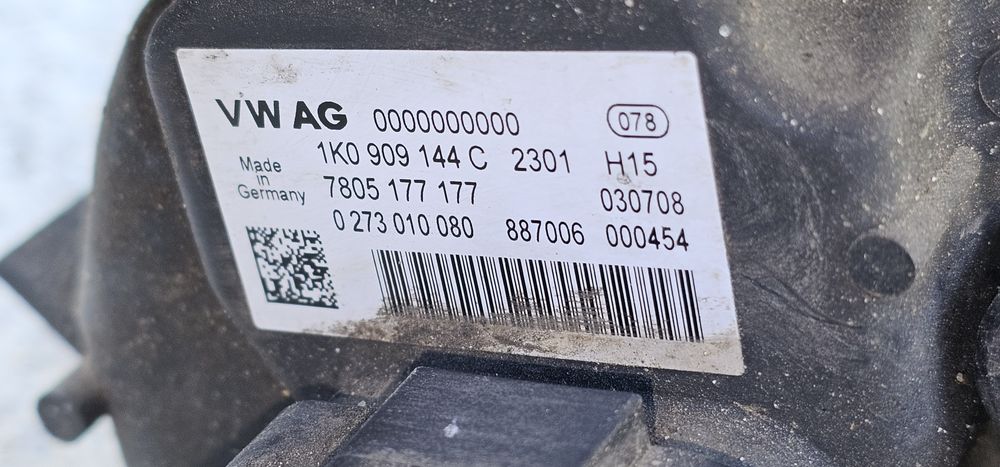 VW AG 0000000000 078
1K0 909 144 C 2301 H15
Made in Germany
7805 177 177 030708
0 273 010 080 887006 000454